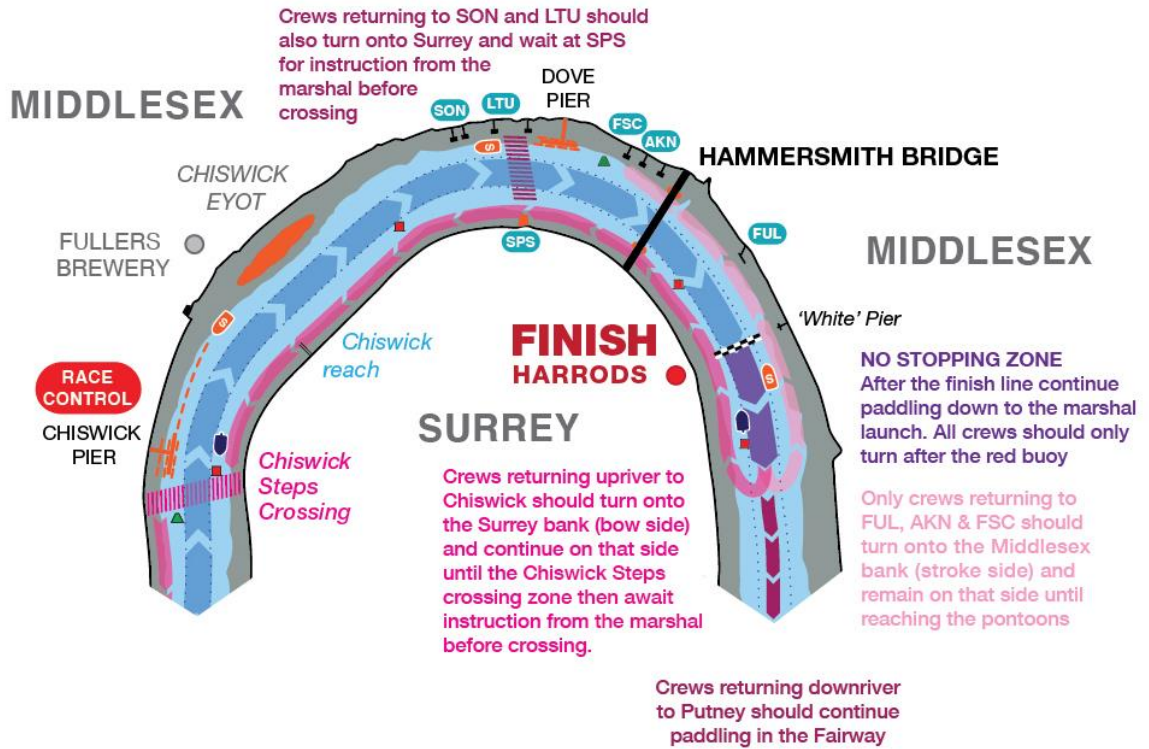 Crews returning to SON and LTU should
also turn onto Surrey and wait at SPS
for instruction from the
marshal before
crossing
DOVE
PIER
MIDDLESEX
SON
LTU
FSC
AKN
HAMMERSMITH BRIDGE
CHISWICK
EYOT
FULLERS
BREWERY
SPS
FUL
MIDDLESEX
S
S
'White' Pier
Chiswick
reach
FINISH
HARRODS
RACE
CONTROL
CHISWICK
PIER
SURREY
S
NO STOPPING ZONE
After the finish line continue
paddling down to the marshal
launch. All crews should only
turn after the red buoy
Chiswick
Steps
Crossing
Crews returning upriver to
Chiswick should turn onto
the Surrey bank (bow side)
and continue on that side
until the Chiswick Steps
crossing zone then await
instruction from the marshal
before crossing.
Only crews returning to
FUL, AKN & FSC should
turn onto the Middlesex
bank (stroke side) and
remain on that side until
reaching the pontoons
Crews returning downriver
to Putney should continue
paddling in the Fairway